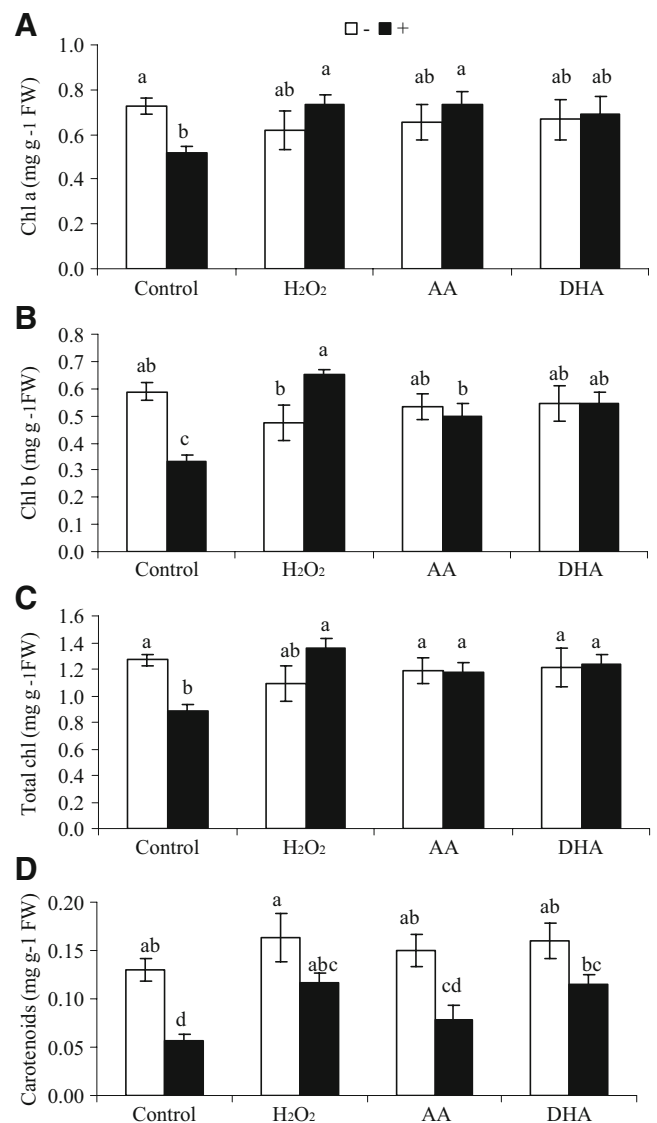 A
- +
1.0
0.8
0.6
0.4
0.2
0.0
Chl a (mg g -1 FW)
a
b
ab
a
ab
a
ab
ab
Control
H₂O₂
AA
DHA
B
0.8
0.7
0.6
0.5
0.4
0.3
0.2
0.1
0.0
Chl b (mg g -1FW)
ab
c
b
a
ab
b
ab
ab
Control
H₂O₂
AA
DHA
C
1.6
1.4
1.2
1.0
0.8
0.6
0.4
0.2
0.0
Total chl (mg g -1FW)
a
b
ab
a
a
a
a
a
Control
H₂O₂
AA
DHA
D
0.20
0.15
0.10
0.05
0.00
Carotenoids (mg g-1 FW)
ab
d
a
abc
ab
cd
ab
bc
Control
H₂O₂
AA
DHA